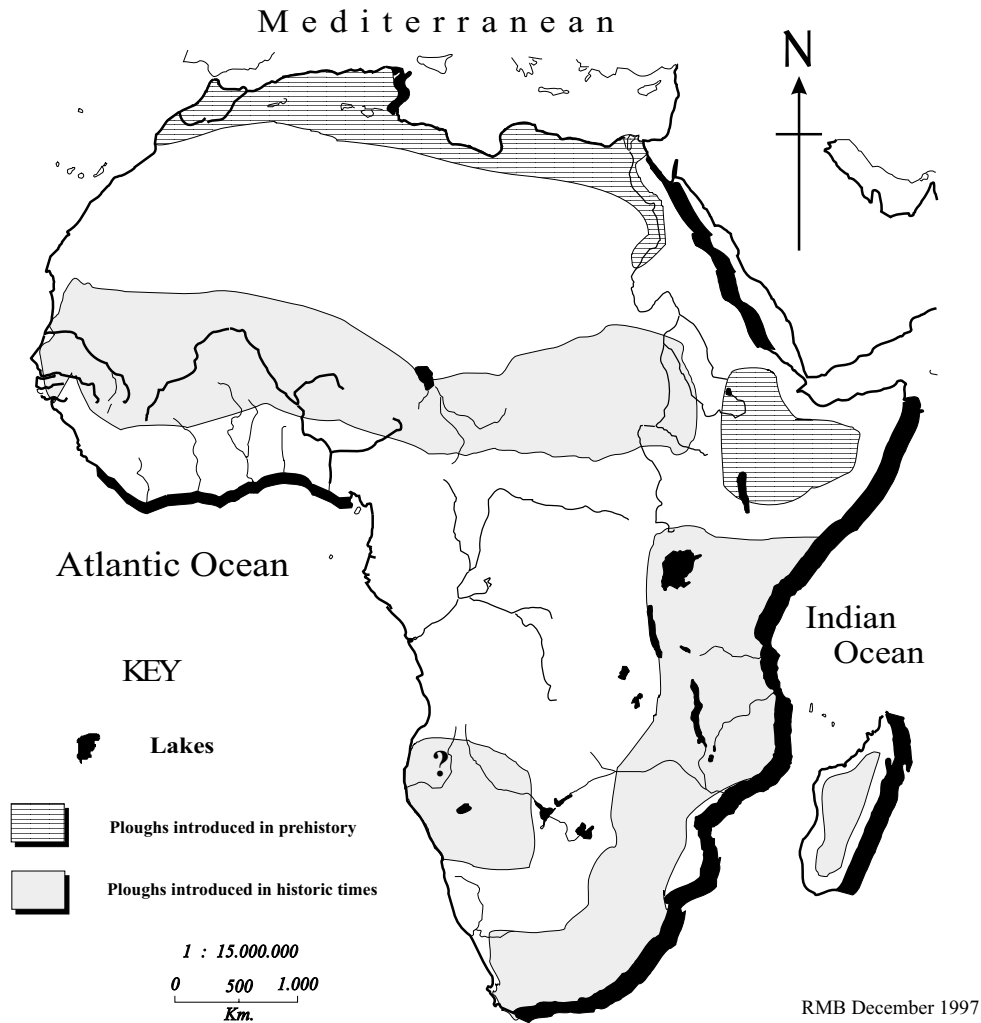 Mediterranean
N
Atlantic Ocean
Indian
Ocean
KEY
?
Lakes
Ploughs introduced in prehistory
Ploughs introduced in historic times
1 : 15.000.000
0 500 1.000
Km.
RMB December 1997